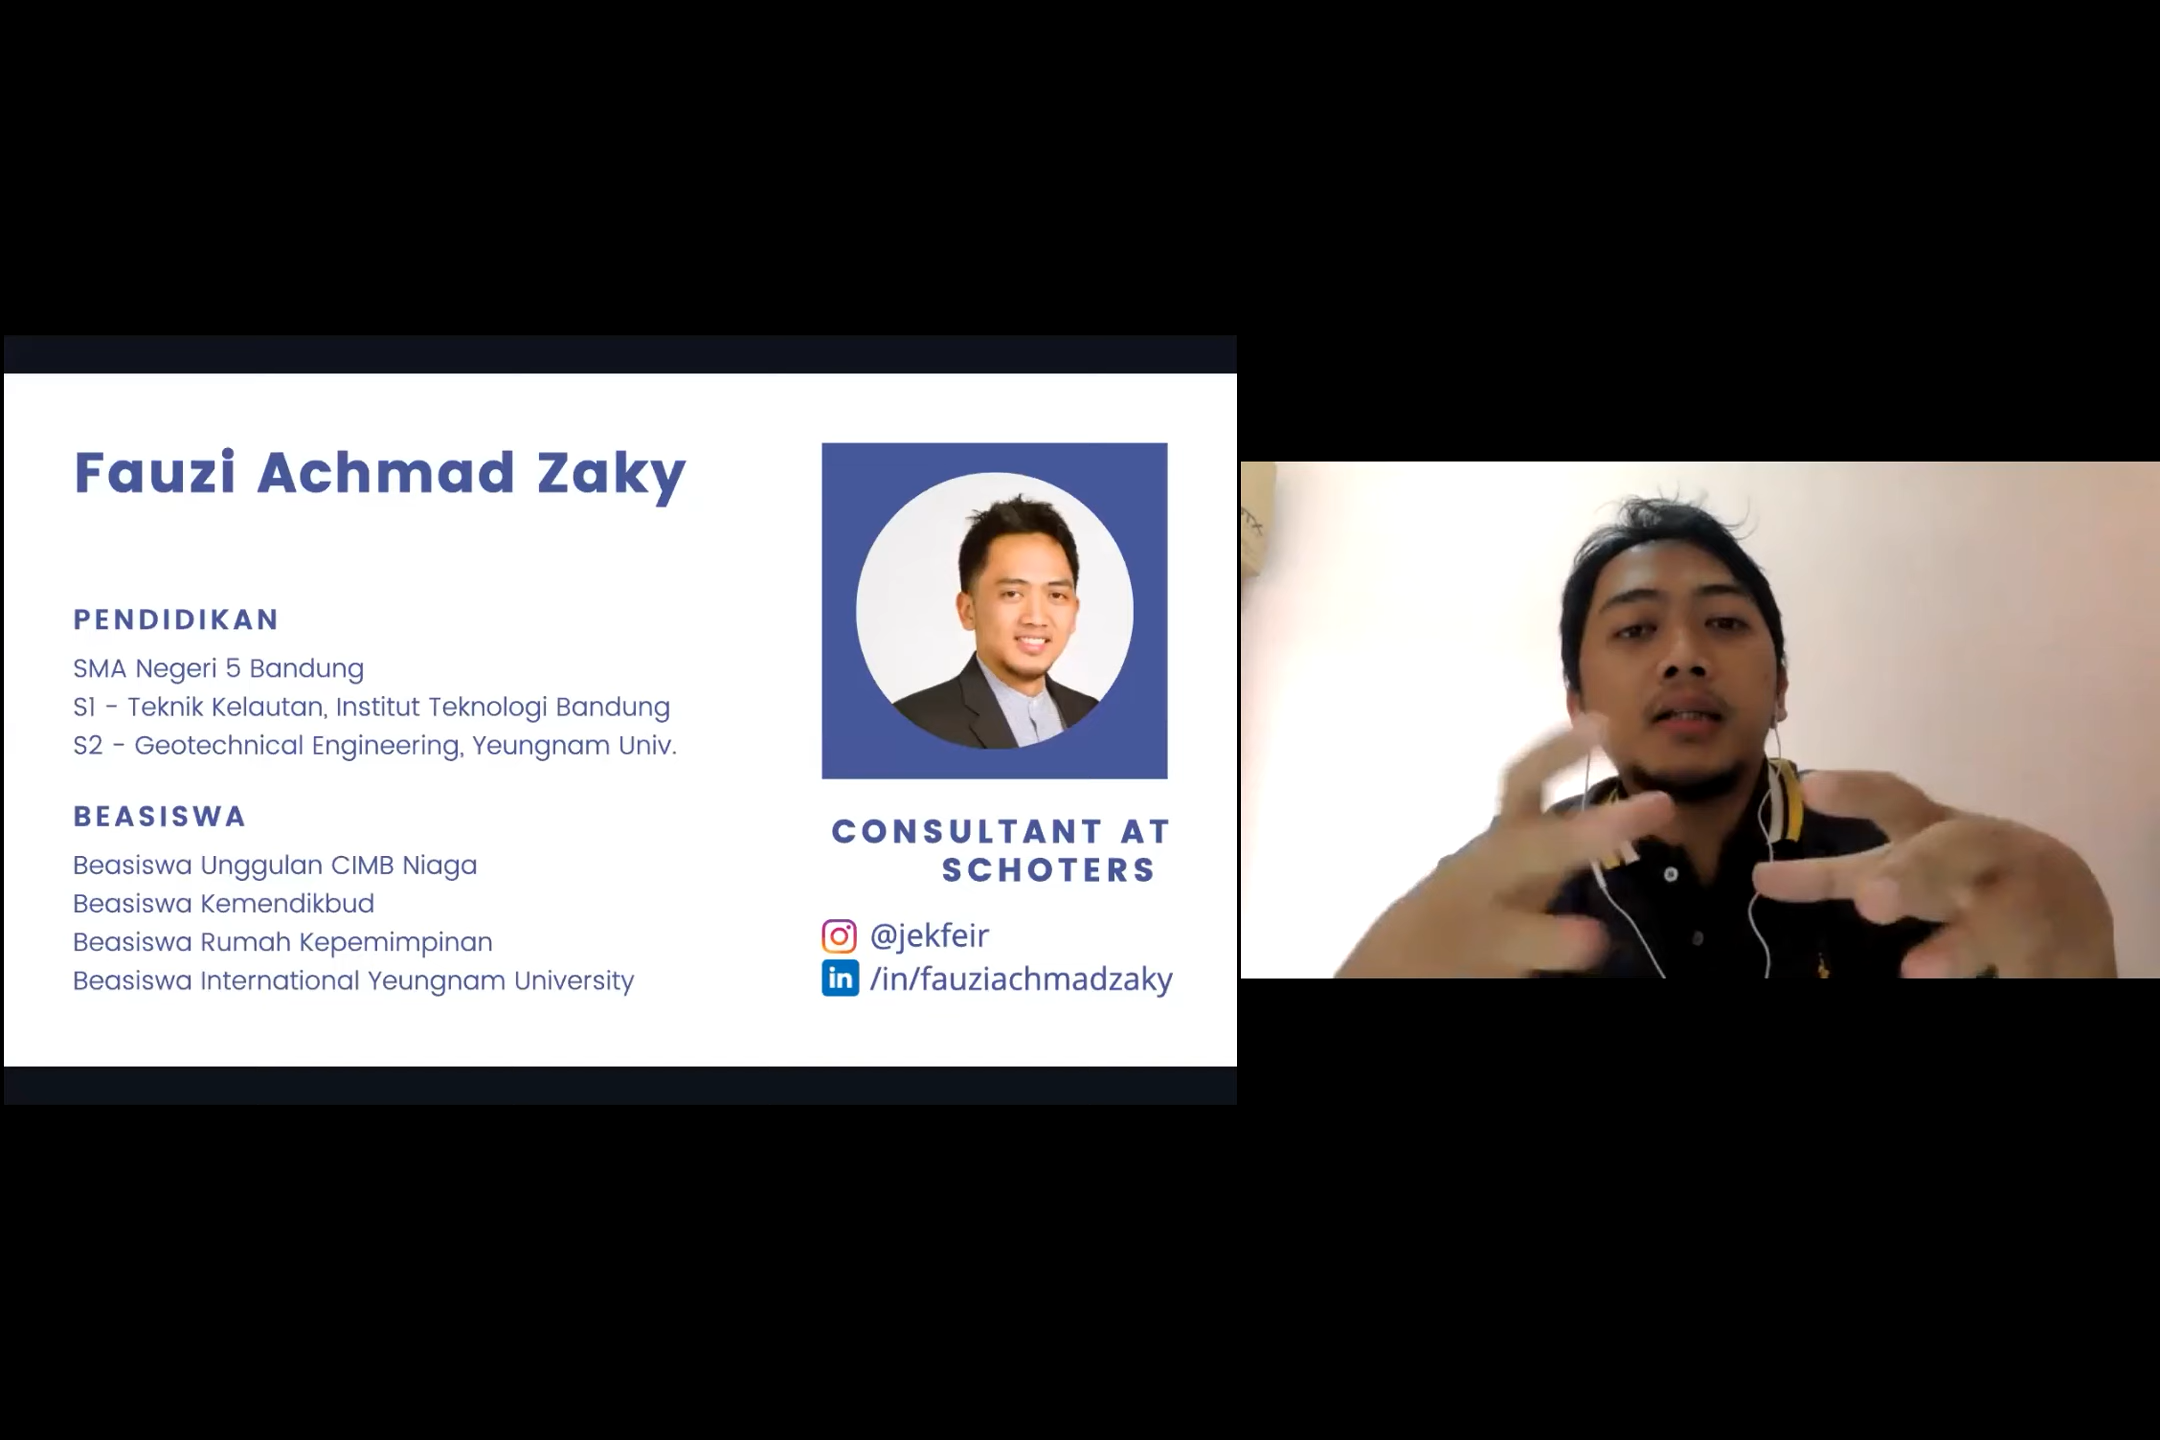 Fauzi Achmad Zaky
PENDIDIKAN
SMA Negeri 5 Bandung
S1 - Teknik Kelautan, Institut Teknologi Bandung
S2 - Geotechnical Engineering, Yeungnam Univ.
BEASISWA
Beasiswa Unggulan CIMB Niaga
Beasiswa Kemendikbud
Beasiswa Rumah Kepemimpinan
Beasiswa International Yeungnam University
CONSULTANT AT
SCHOTERS
@jekfeir
in /in/fauziachmadzaky